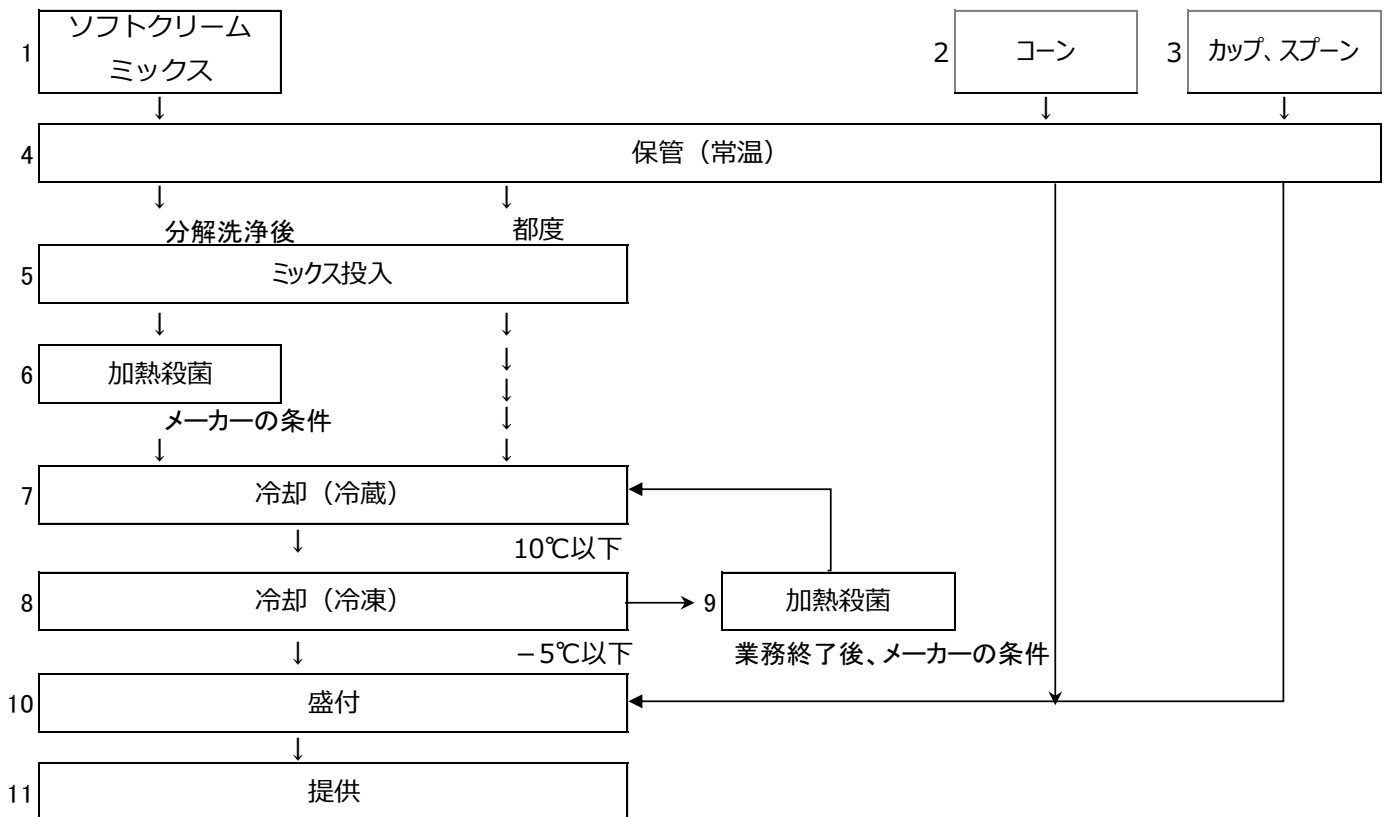 1 ソフトクリーム
ミックス
2 コーン
3 カップ、スプーン
↓ ↓ ↓
4 保管（常温）
↓ ↓
分解洗浄後 都度
5 ミックス投入
↓ ↓
6 加熱殺菌 ↓
↓
メーカーの条件 ↓
↓ ↓
7 冷却（冷蔵）
↓ 10℃以下
8 冷却（冷凍）
9 加熱殺菌
↓ －5℃以下 業務終了後、メーカーの条件
10 盛付
↓
11 提供